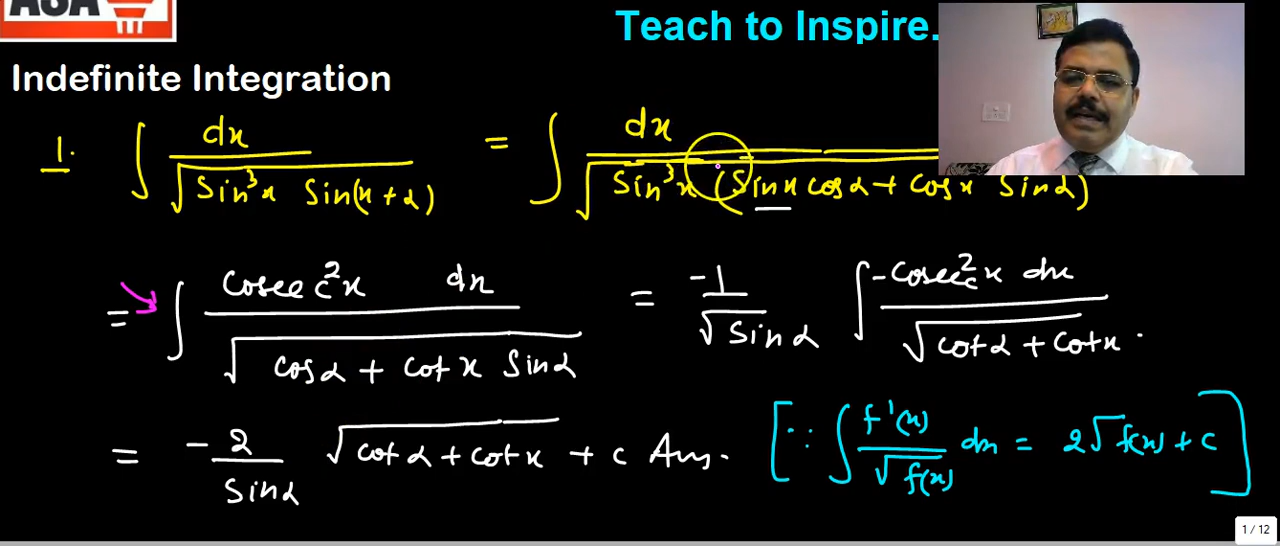 ASA
Teach to Inspire.
Indefinite Integration
1. ∫ dx / √(Sin³x Sin(x + α)) = ∫ dx / √(Sin³x (Sinx cosα + cosx Sinα))
= ∫ Cosec²x dx / √(cosα + cotx Sinα) = -1/√Sinα ∫ -Cosec²x dx / √(cotα + cotx) .
= -2/Sinα √(cotα + cotx) + c Ans. [∵ ∫ f'(x)/√f(x) dx = 2√f(x) + c]
1 / 12